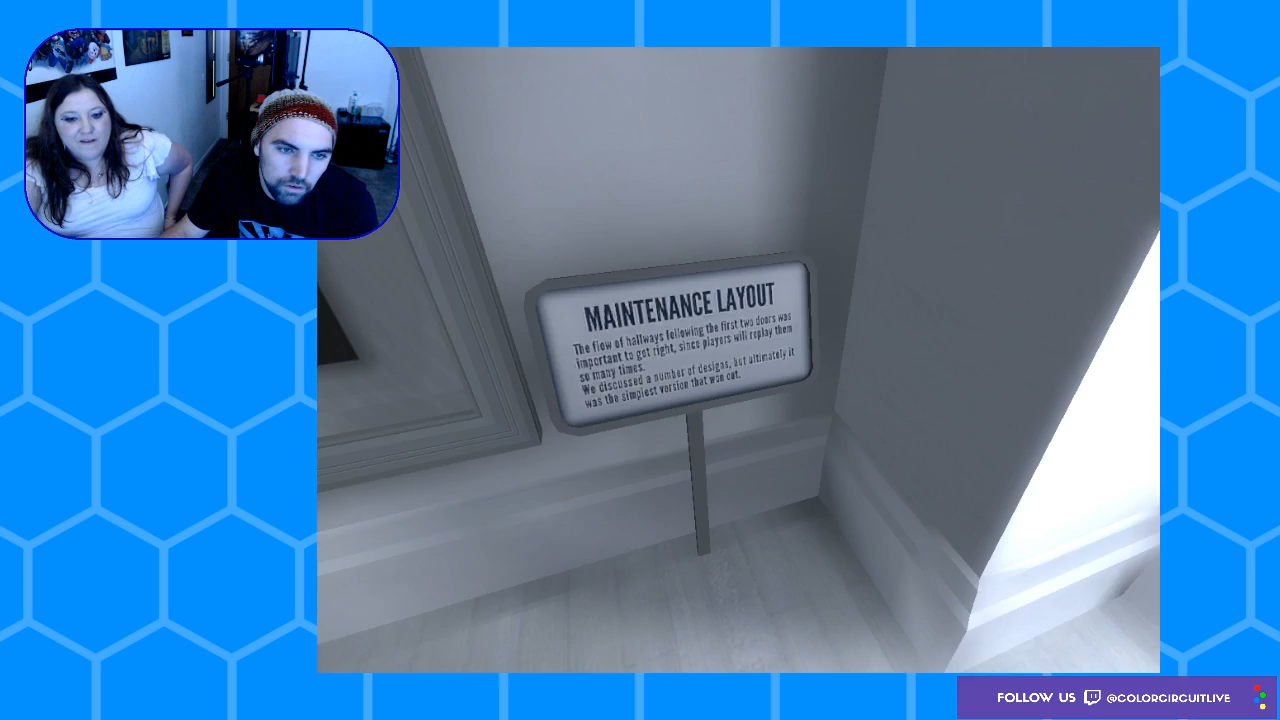 MAINTENANCE LAYOUT
The flow of hallways following the first two doors was
important to get right, since players will replay them
so many times.
We discussed a number of designs, but ultimately it
was the simplest version that won out.
FOLLOW US @COLORCIRCUITLIVE